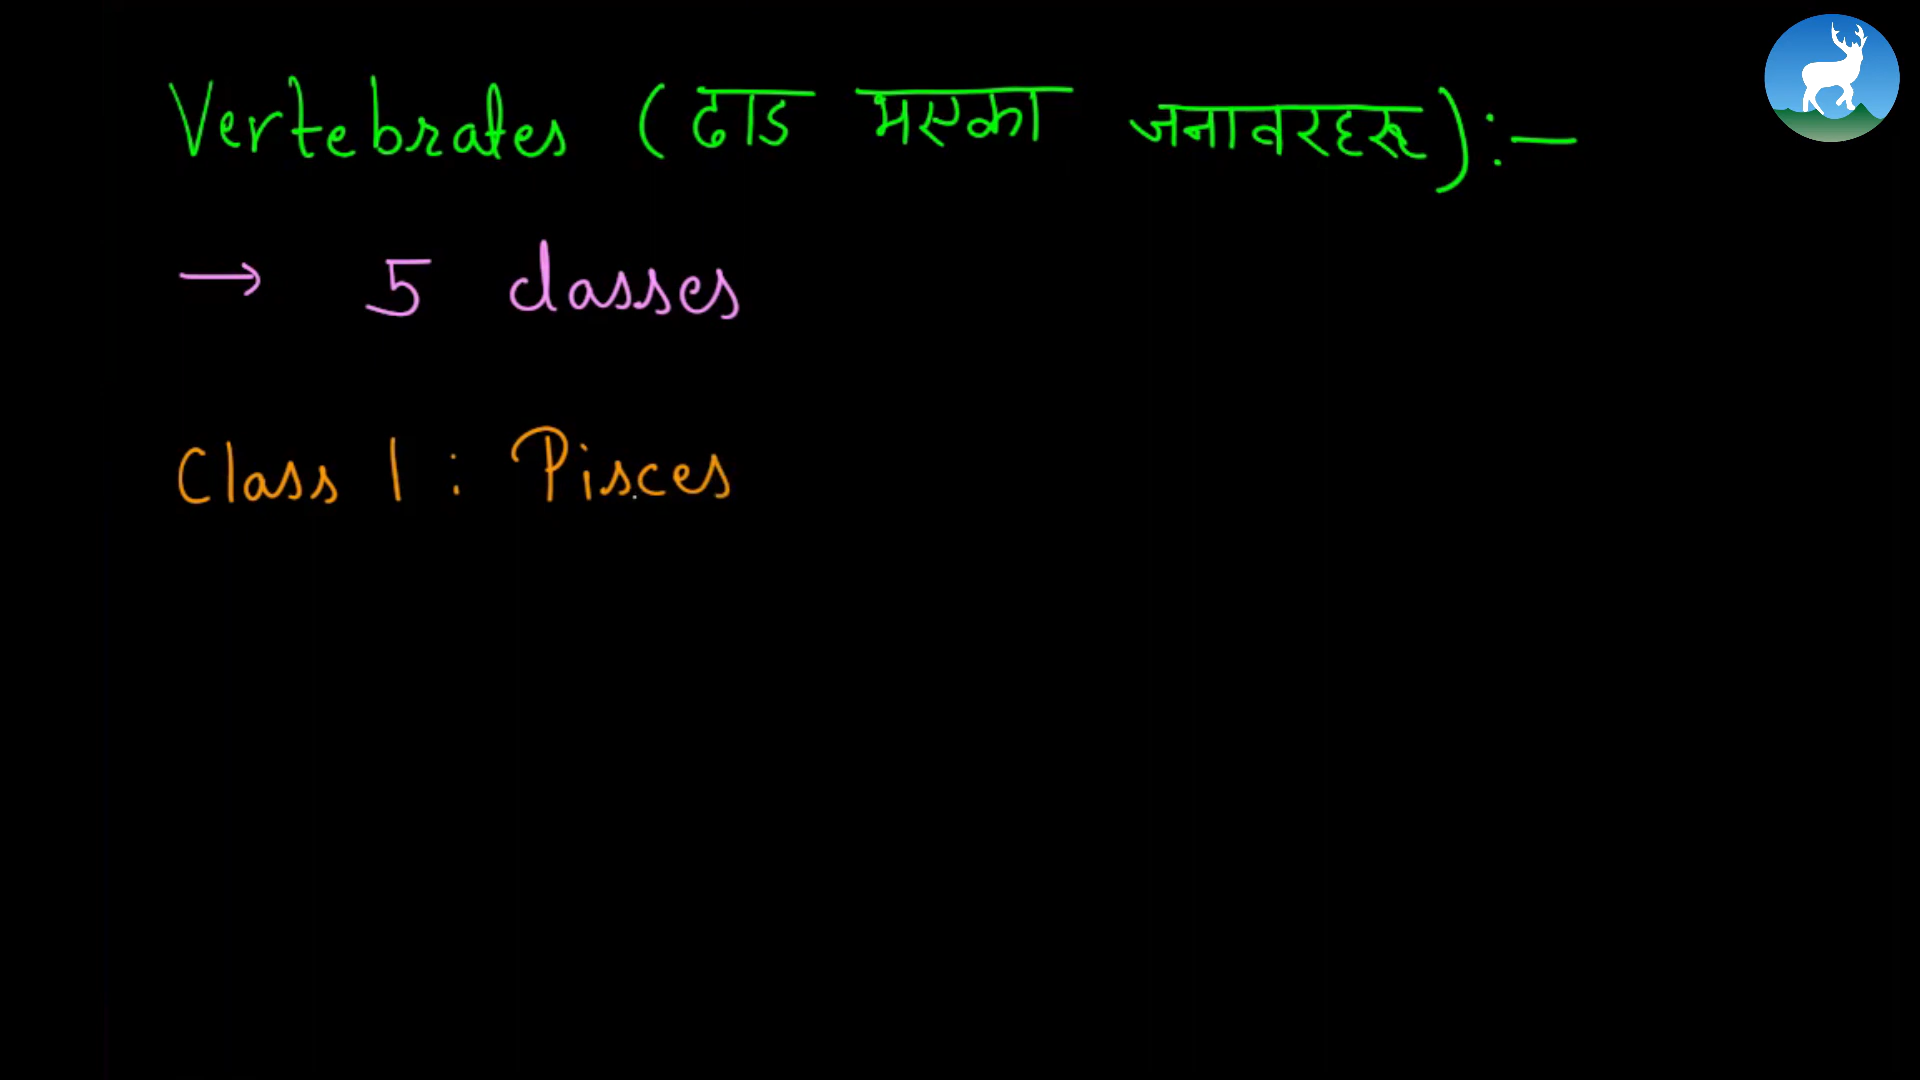 Vertebrates (ढाड भएका जनावरहरू):-
→ 5 classes
Class 1 : Pisces